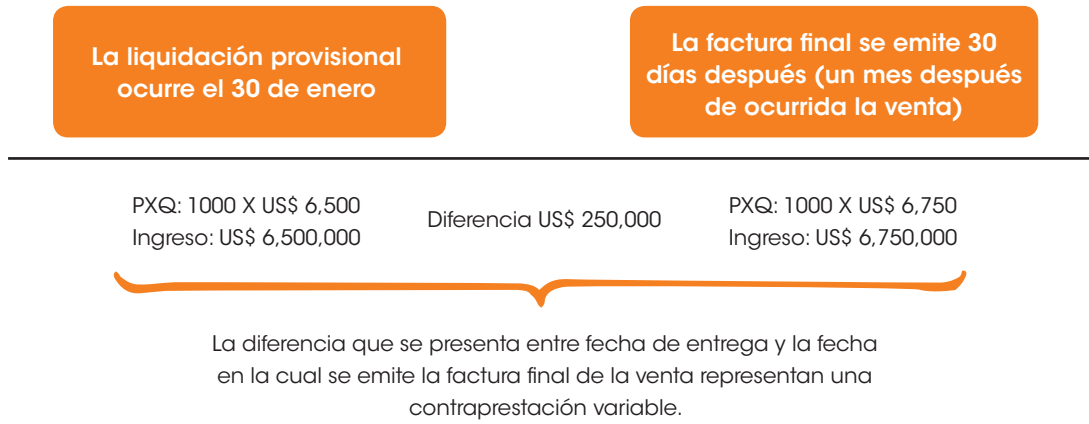 La liquidación provisional
ocurre el 30 de enero
La factura final se emite 30
días después (un mes después
de ocurrida la venta)
PXQ: 1000 X US$ 6,500
Ingreso: US$ 6,500,000
Diferencia US$ 250,000
PXQ: 1000 X US$ 6,750
Ingreso: US$ 6,750,000
La diferencia que se presenta entre fecha de entrega y la fecha
en la cual se emite la factura final de la venta representan una
contraprestación variable.